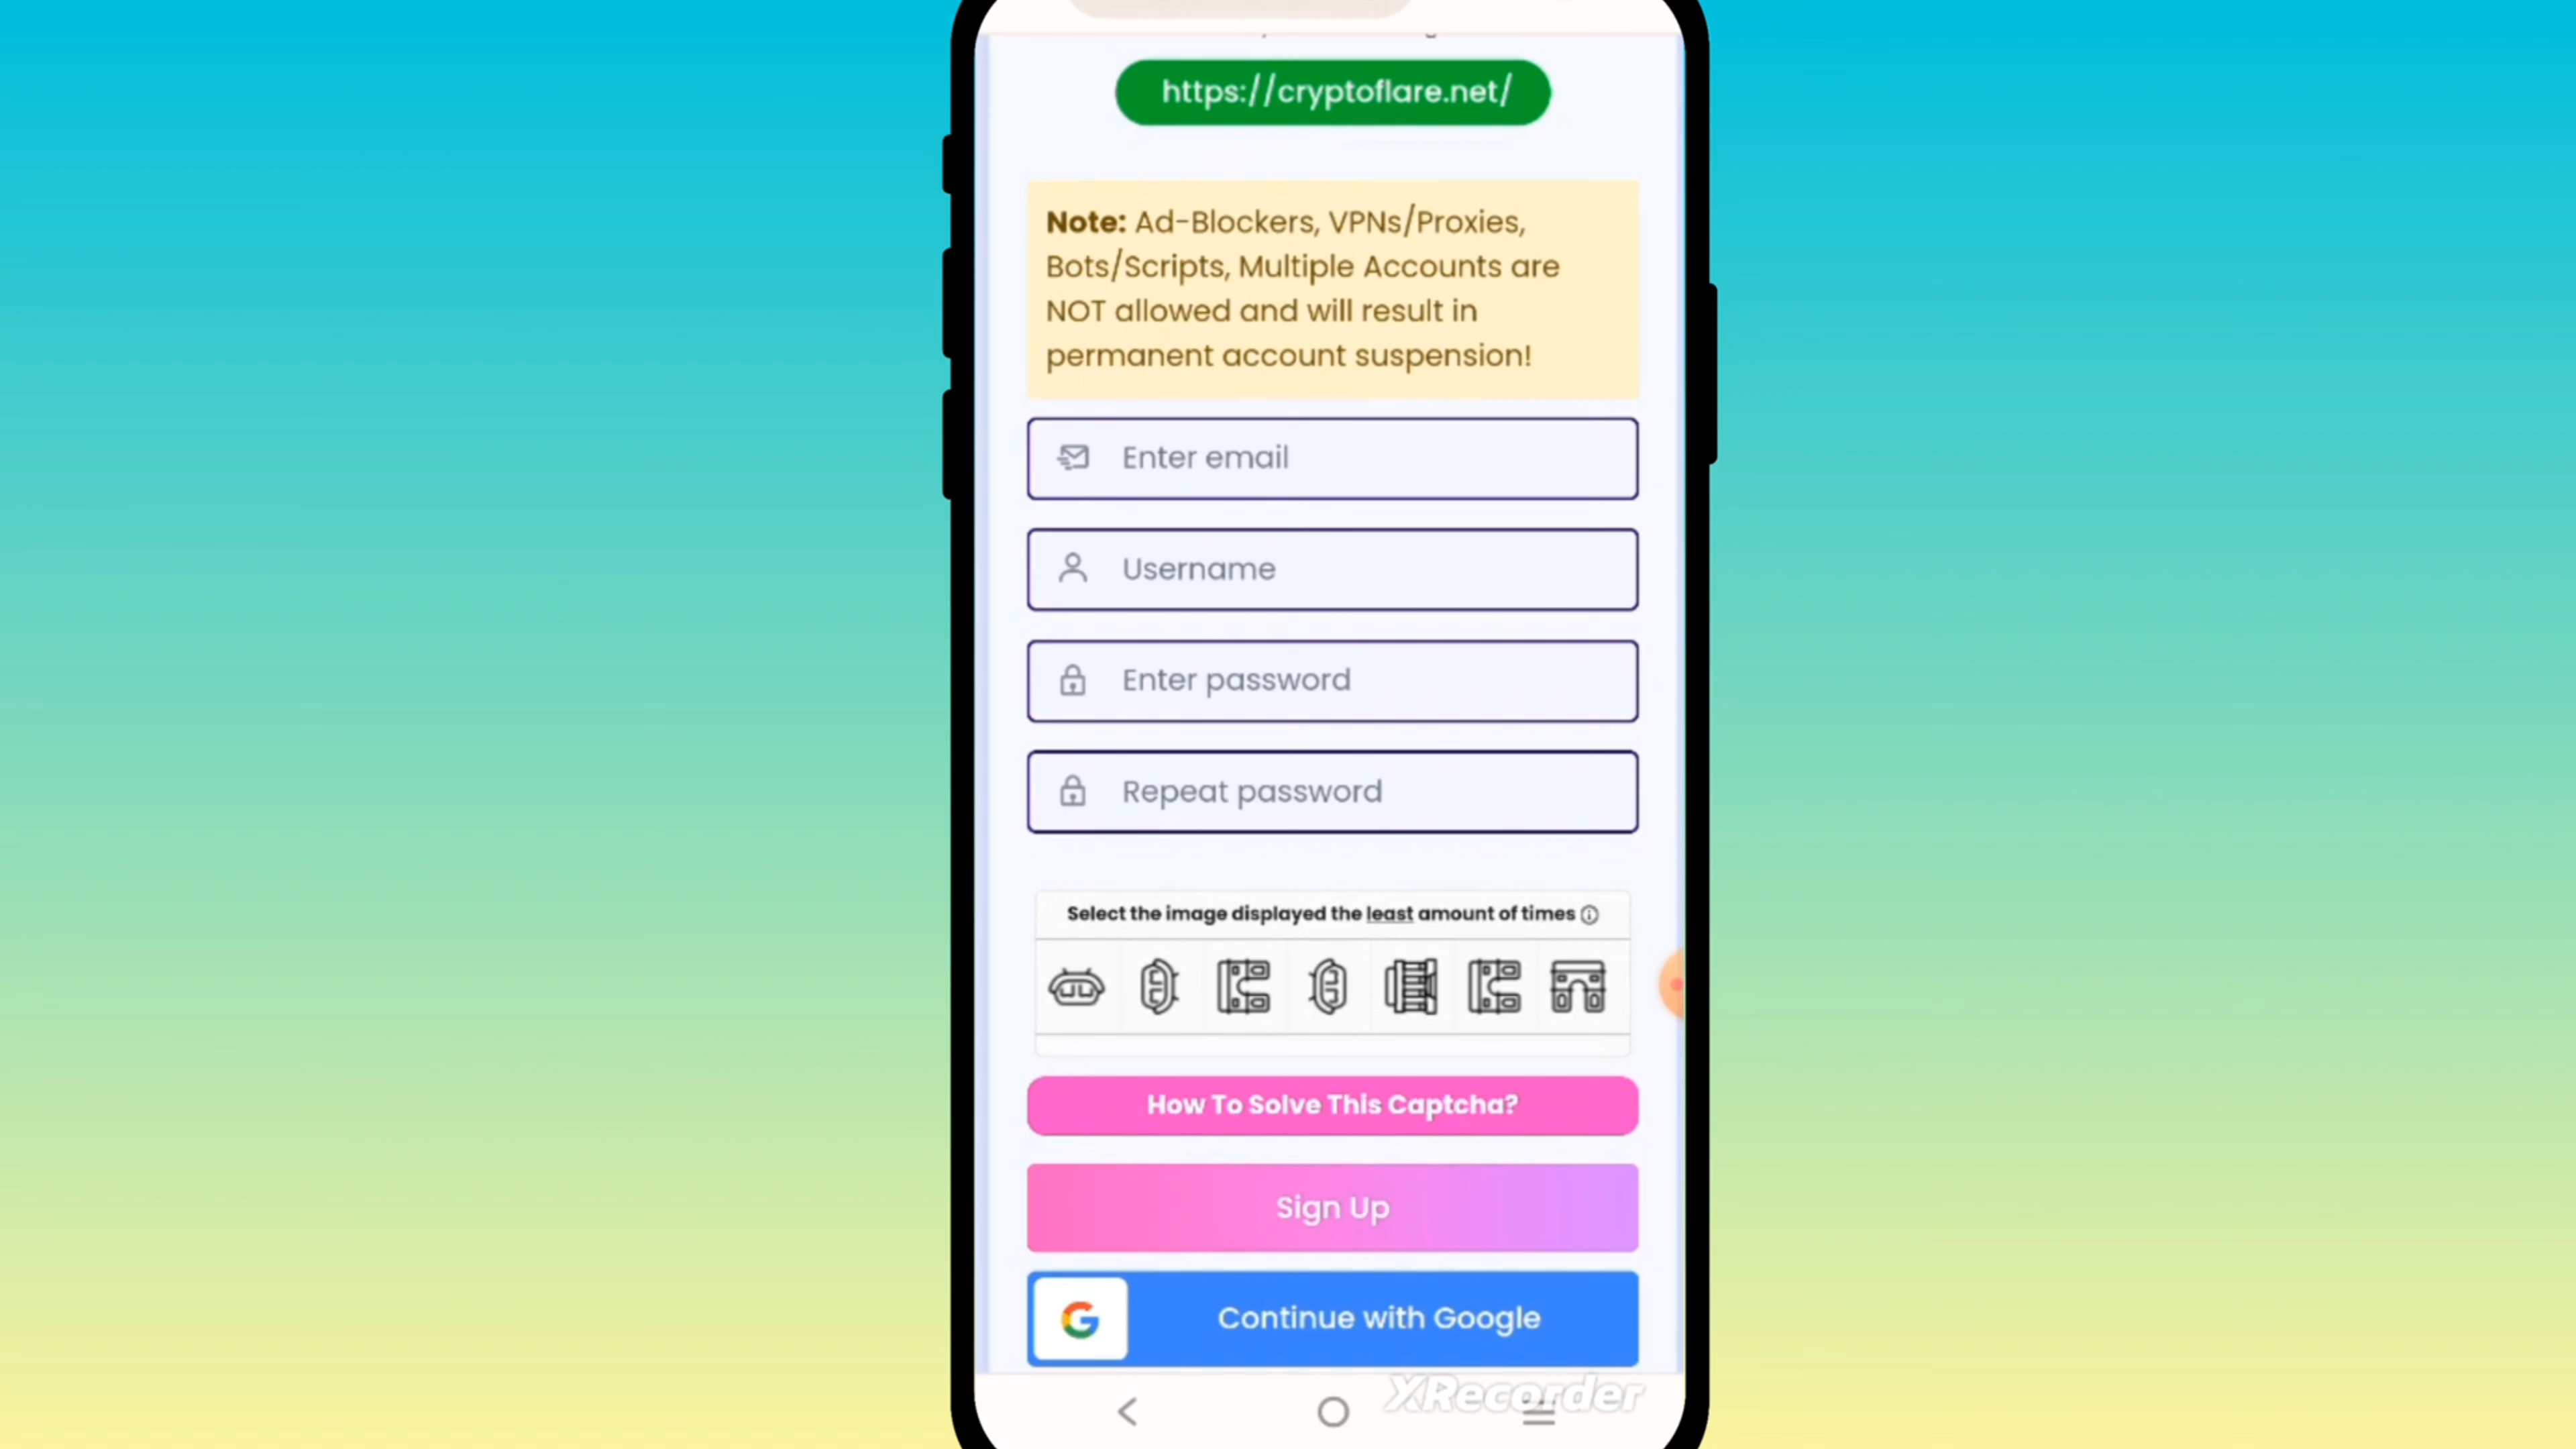 https://cryptoflare.net/
Note: Ad-Blockers, VPNs/Proxies,
Bots/Scripts, Multiple Accounts are
NOT allowed and will result in
permanent account suspension!
Enter email
Username
Enter password
Repeat password
Select the image displayed the least amount of times
How To Solve This Captcha?
Sign Up
Continue with Google
XRecorder